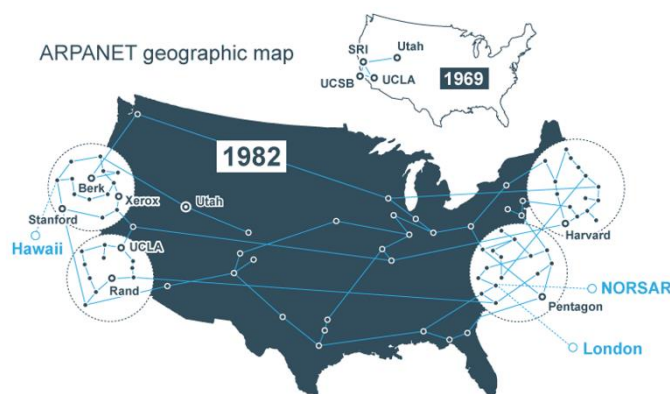 ARPANET geographic map
SRI
Utah
UCSB
UCLA
1969
1982
Berk
Xerox
Utah
Stanford
Hawaii
UCLA
Rand
Harvard
NORSAR
Pentagon
London